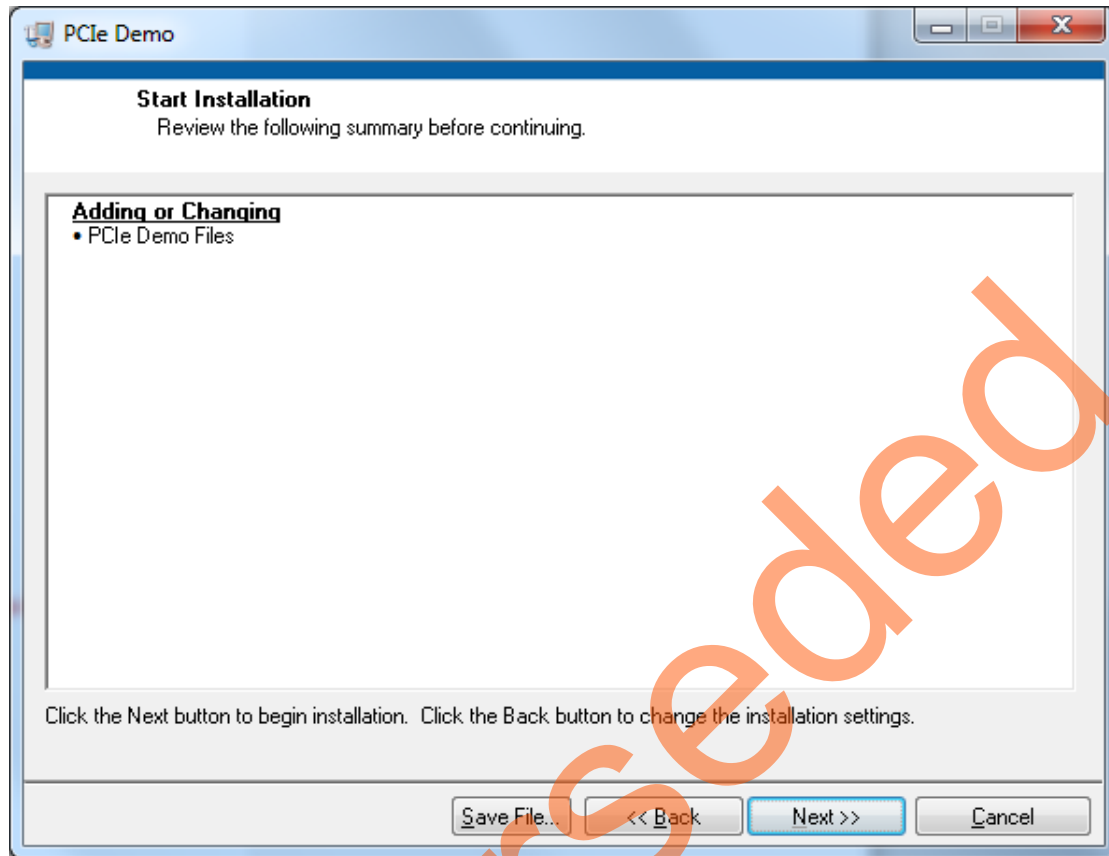 PCIe Demo
Start Installation
Review the following summary before continuing.
Adding or Changing
• PCIe Demo Files
Click the Next button to begin installation. Click the Back button to change the installation settings.
Save File... << Back Next >> Cancel
rseded